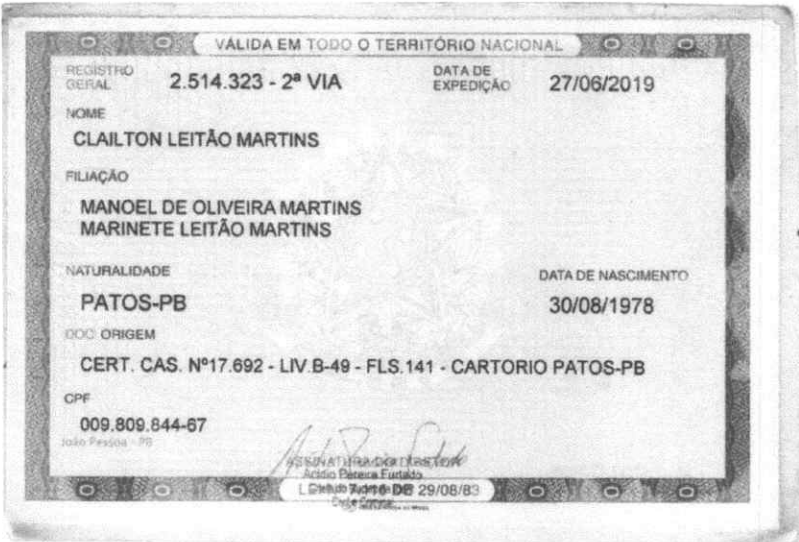 VÁLIDA EM TODO O TERRITÓRIO NACIONAL
REGISTRO GERAL 2.514.323 - 2ª VIA DATA DE EXPEDIÇÃO 27/06/2019
NOME
CLAILTON LEITÃO MARTINS
FILIAÇÃO
MANOEL DE OLIVEIRA MARTINS
MARINETE LEITÃO MARTINS
NATURALIDADE DATA DE NASCIMENTO
PATOS-PB 30/08/1978
DOC ORIGEM
CERT. CAS. Nº17.692 - LIV.B-49 - FLS.141 - CARTORIO PATOS-PB
CPF
009.809.844-67
João Pessoa - PB
ASSINATURA DO DIRETOR
Pereira Furtado
DE 29/08/83